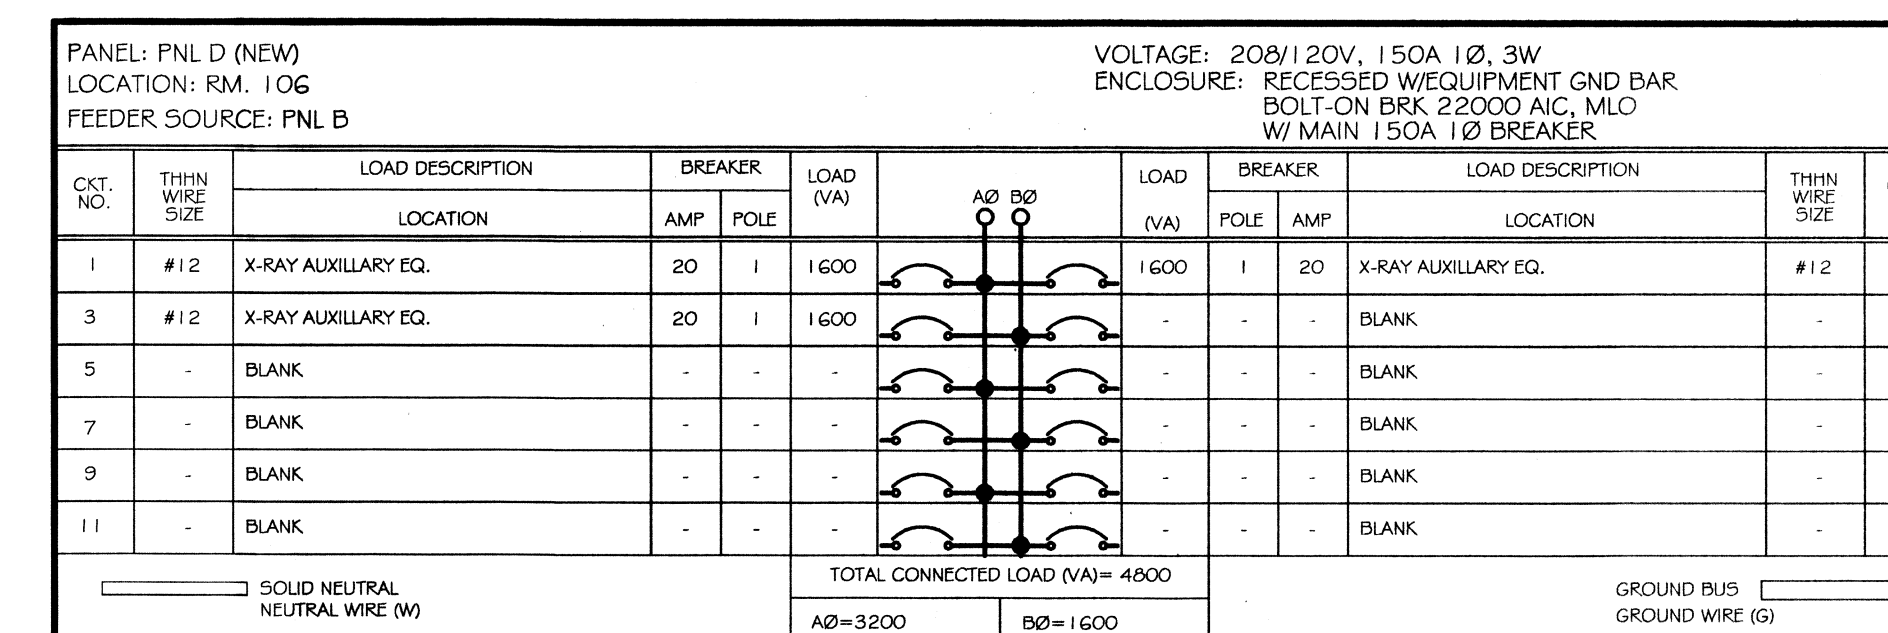 PANEL: PNL D (NEW)
LOCATION: RM. 106
FEEDER SOURCE: PNL B
VOLTAGE: 208/120V, 150A 1Ø, 3W
ENCLOSURE: RECESSED W/EQUIPMENT GND BAR
BOLT-ON BRK 22000 AIC, MLO
W/ MAIN 150A 1Ø BREAKER
CKT. NO. THHN WIRE SIZE LOAD DESCRIPTION BREAKER LOAD (VA) AØ BØ LOAD (VA) BREAKER LOAD DESCRIPTION THHN WIRE SIZE
LOCATION AMP POLE POLE AMP LOCATION
1 #12 X-RAY AUXILLARY EQ. 20 1 1600 1600 1 20 X-RAY AUXILLARY EQ. #12
3 #12 X-RAY AUXILLARY EQ. 20 1 1600 - - - BLANK -
5 - BLANK - - - - - - BLANK -
7 - BLANK - - - - - - BLANK -
9 - BLANK - - - - - - BLANK -
11 - BLANK - - - - - - BLANK -
SOLID NEUTRAL
NEUTRAL WIRE (W)
TOTAL CONNECTED LOAD (VA)= 4800
AØ=3200 BØ=1600
GROUND BUS
GROUND WIRE (G)